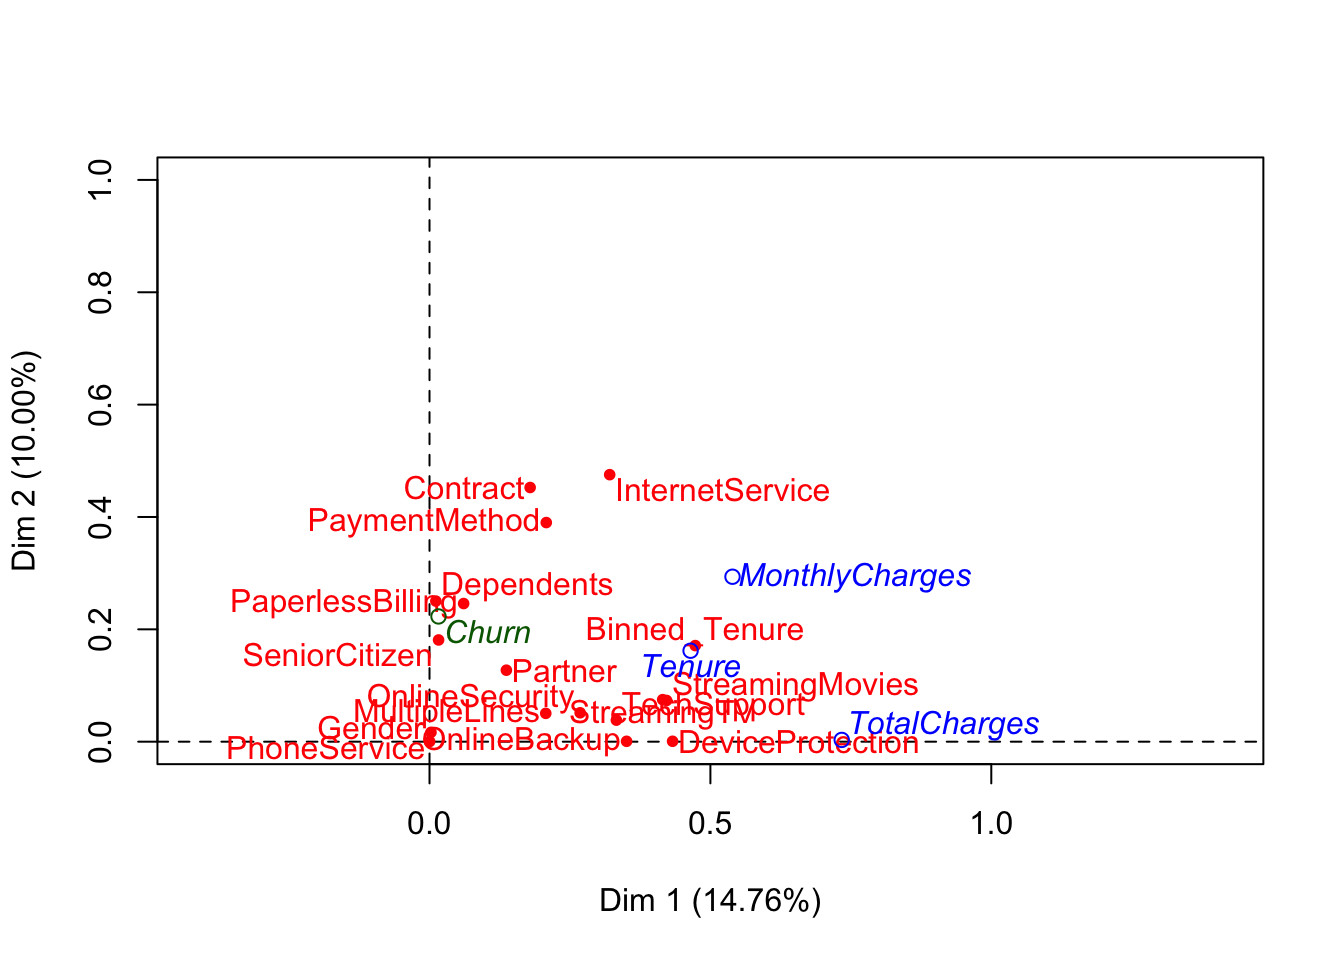 1.0
0.8
0.6
0.4
0.2
0.0
Dim 2 (10.00%)
Contract
InternetService
PaymentMethod
MonthlyCharges
Dependents
PaperlessBilling
Churn
Binned_Tenure
SeniorCitizen
Tenure
Partner
StreamingMovies
OnlineSecurity
TechSupport
MultipleLines
StreamingTV
TotalCharges
Gender
OnlineBackup
DeviceProtection
PhoneService
0.0 0.5 1.0
Dim 1 (14.76%)